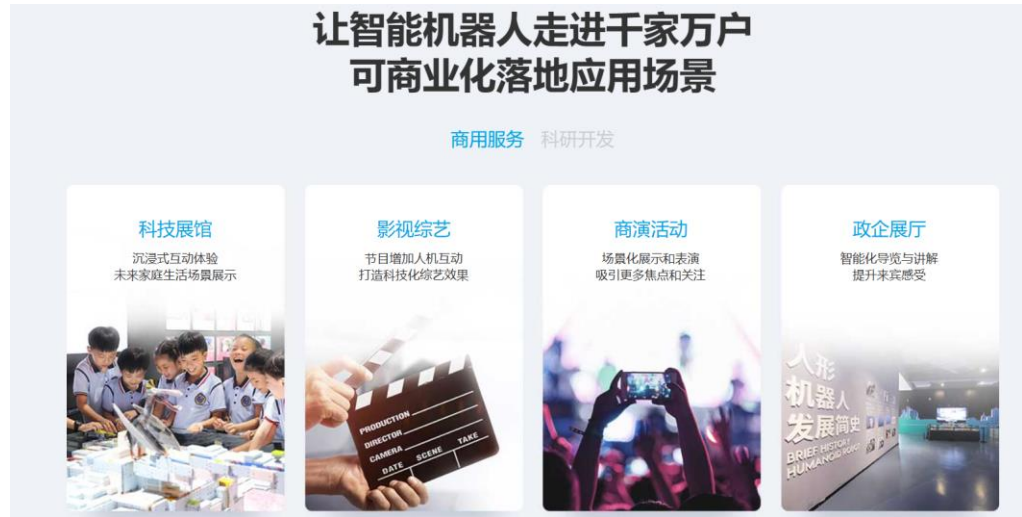 让智能机器人走进千家万户
可商业化落地应用场景
商用服务 科研开发
科技展馆
沉浸式互动体验
未来家庭生活场景展示
影视综艺
节目增加人机互动
打造科技化综艺效果
PRODUCTION
DIRECTOR
CAMERA
DATE SCENE TAKE
商演活动
场景化展示和表演
吸引更多焦点和关注
政企展厅
智能化导览与讲解
提升来宾感受
人形
机器人
发展简史
BRIEF HISTORY
HUMANOID ROBOT